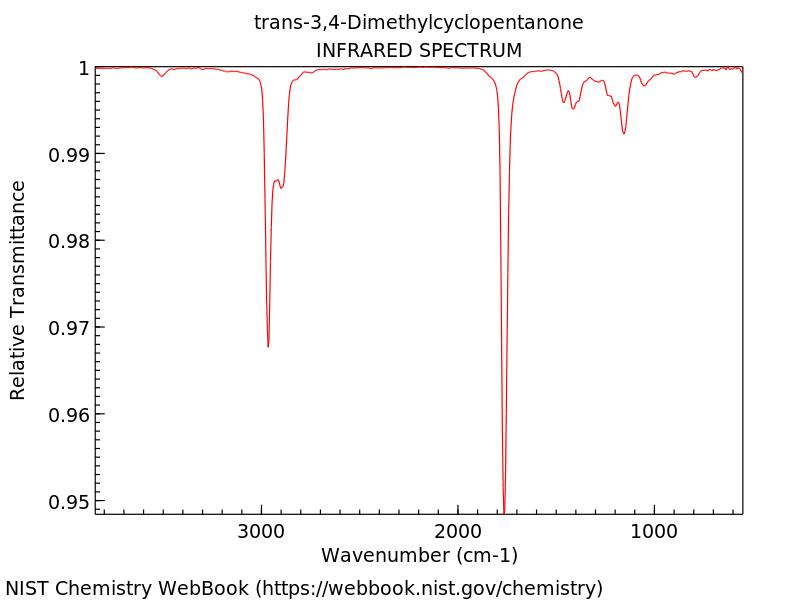 trans-3,4-Dimethylcyclopentanone
INFRARED SPECTRUM
1
0.99
0.98
0.97
0.96
0.95
Relative Transmittance
3000 2000 1000
Wavenumber (cm-1)
NIST Chemistry WebBook (https://webbook.nist.gov/chemistry)